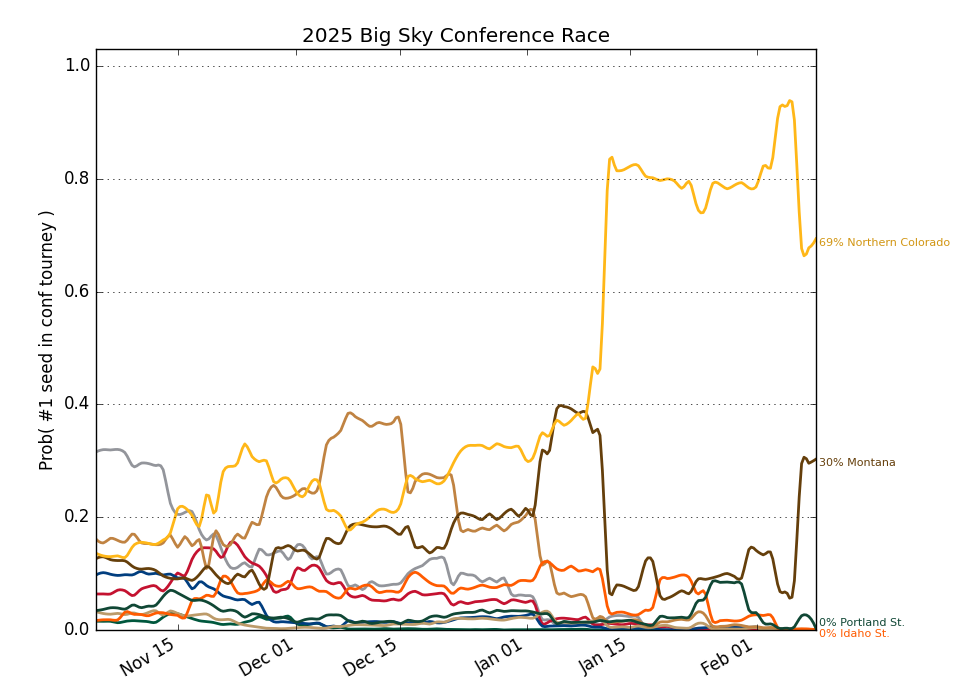 2025 Big Sky Conference Race
Prob( #1 seed in conf tourney )
1.0
0.8
0.6
0.4
0.2
0.0
69% Northern Colorado
30% Montana
0% Portland St.
0% Idaho St.
Nov 15
Dec 01
Dec 15
Jan 01
Jan 15
Feb 01